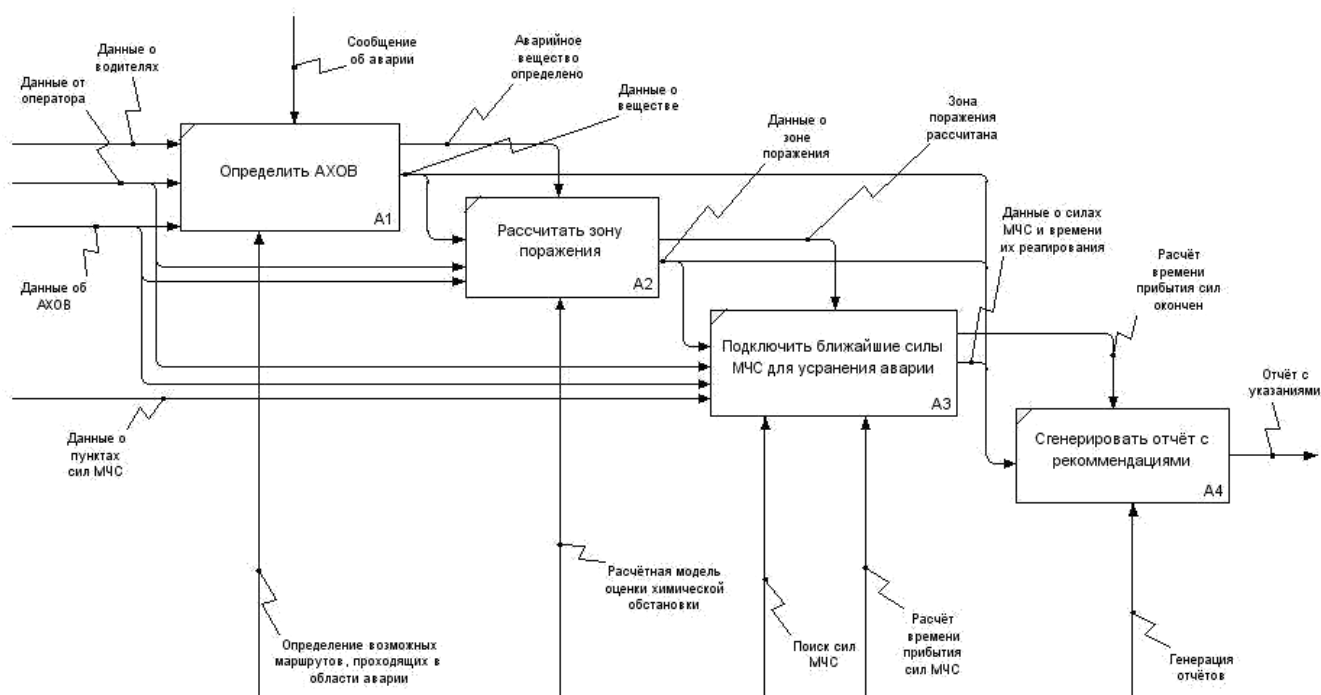 Сообщение
об аварии
Аварийное
вещество
определено
Данные о
водителях
Данные от
оператора
Данные о
веществе
Данные о
зоне
поражения
Зона
поражения
рассчитана
Определить АХОВ
A1
Данные об
АХОВ
Рассчитать зону
поражения
A2
Данные о силах
МЧС и времени
их реагирования
Расчёт
времени
прибытия сил
окончен
Подключить ближайшие силы
МЧС для усранения аварии
A3
Отчёт с
указаниями
Данные о
пунктах
сил МЧС
Сгенерировать отчёт с
рекоммендациями
A4
Расчётная модель
оценки химической
обстановки
Определение возможных
маршрутов, проходящих в
области аварии
Поиск сил
МЧС
Расчёт
времени
прибытия
сил МЧС
Генерация
отчётов